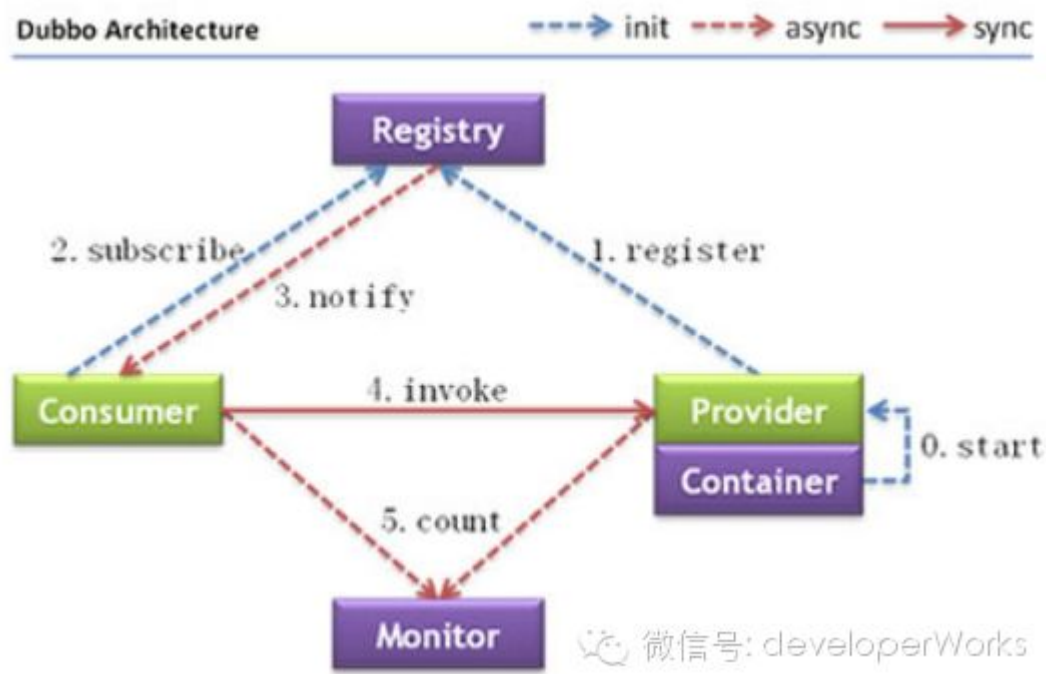 Dubbo Architecture
init
async
sync
Registry
2. subscribe
1. register
3. notify
4. invoke
Consumer
Provider
0. start
Container
5. count
Monitor
微信号: developerWorks